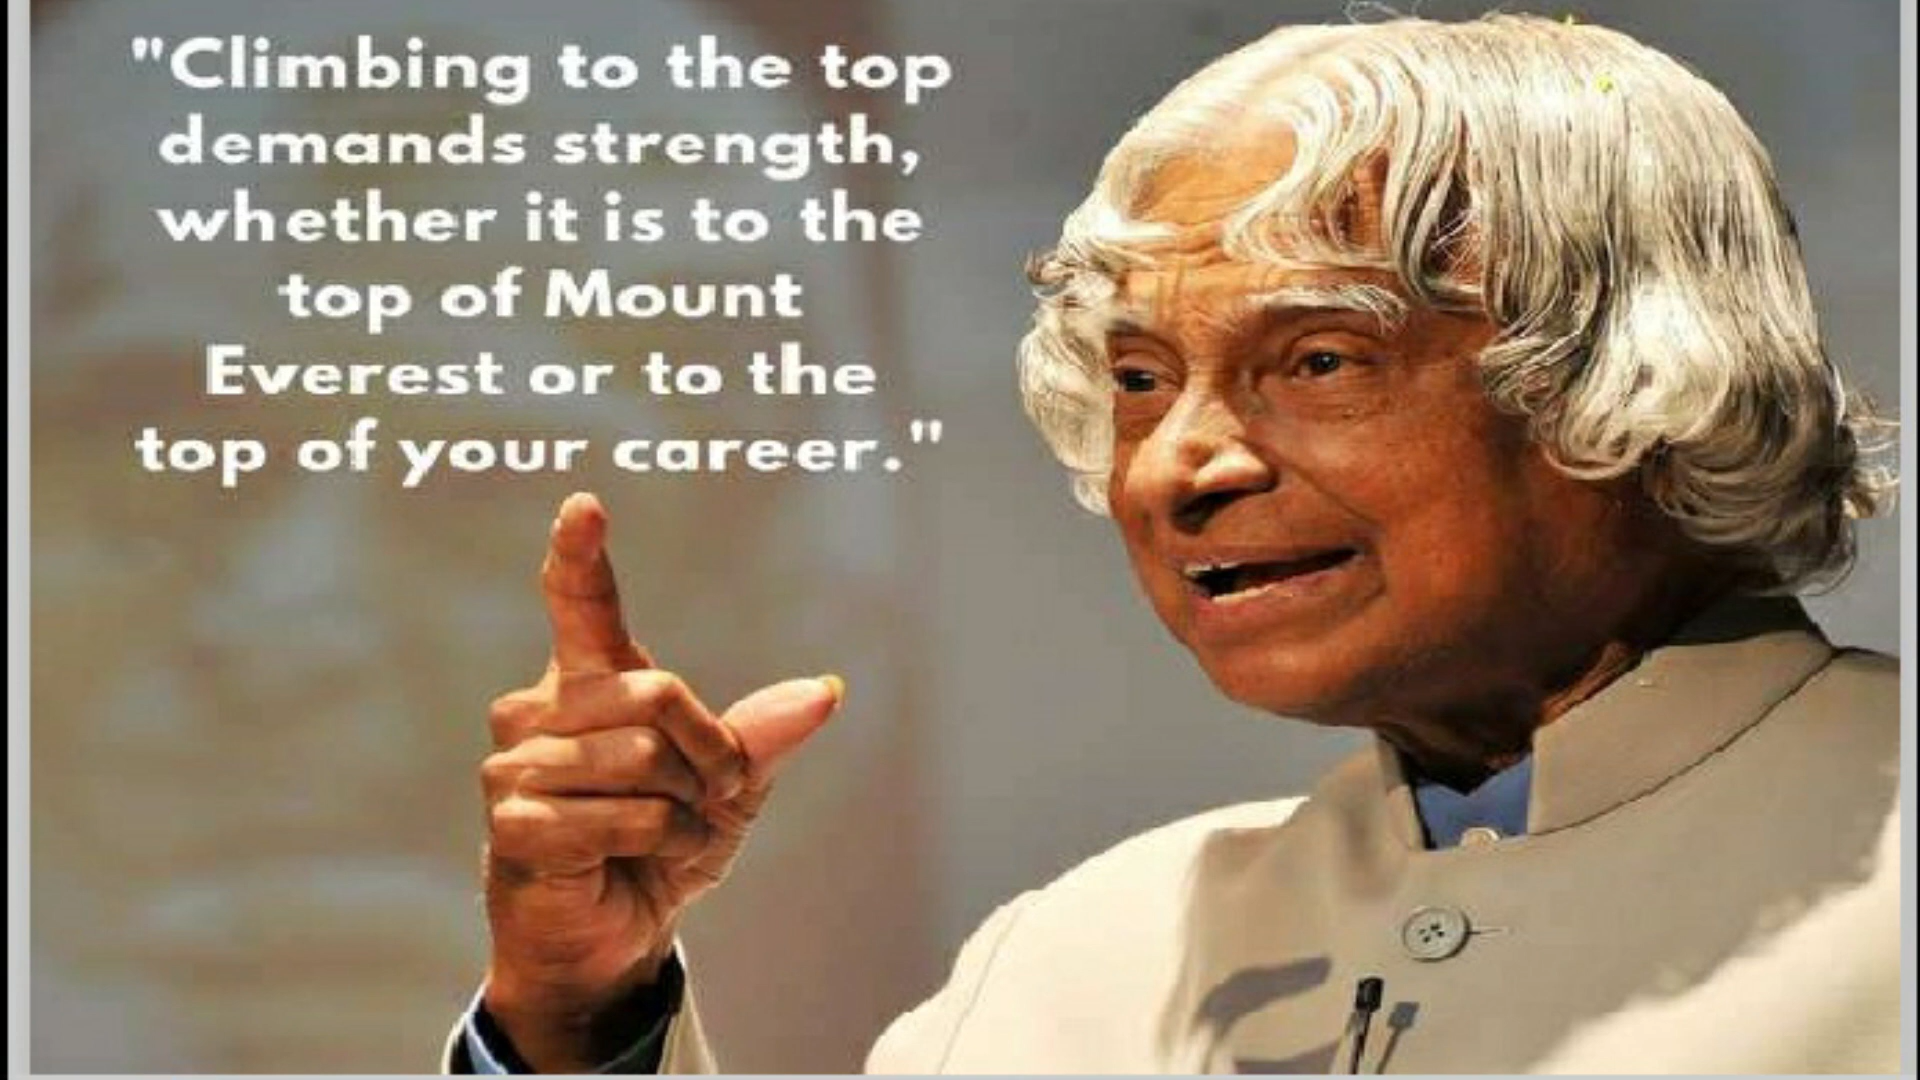 "Climbing to the top
demands strength,
whether it is to the
top of Mount
Everest or to the
top of your career."